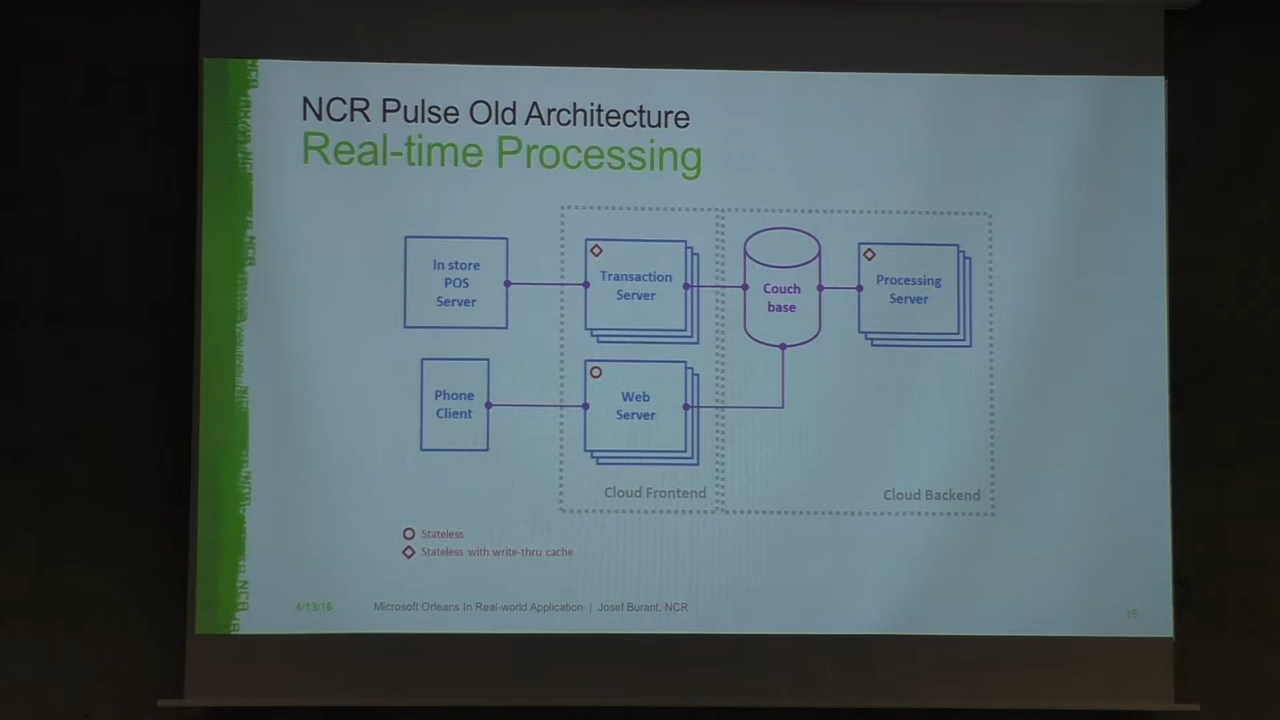 NCR Pulse Old Architecture
Real-time Processing
In store
POS
Server
Transaction
Server
Couch
base
Processing
Server
Phone
Client
Web
Server
Cloud Frontend
Cloud Backend
Stateless
Stateless with write-thru cache
4/13/16
Microsoft Orleans In Real-world Application | Josef Burant, NCR
15